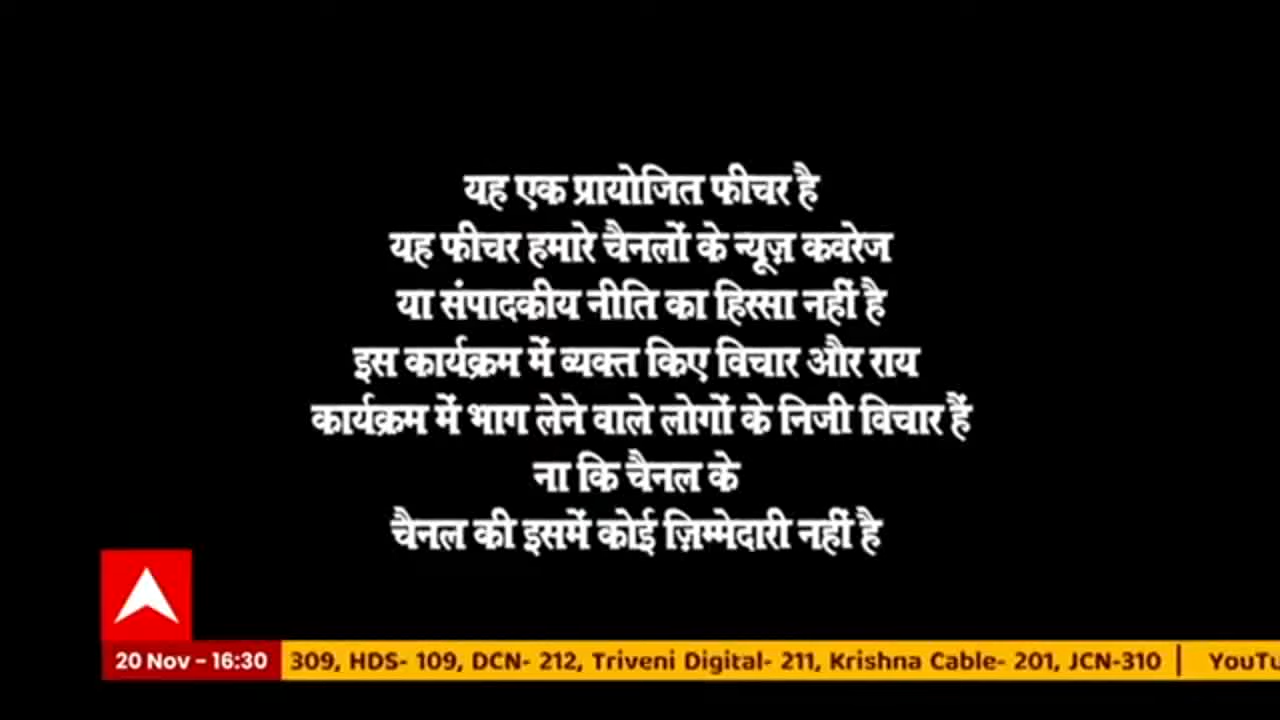 यह एक प्रायोजित फीचर है
यह फीचर हमारे चैनलों के न्यूज़ कवरेज
या संपादकीय नीति का हिस्सा नहीं है
इस कार्यक्रम में व्यक्त किए विचार और राय
कार्यक्रम में भाग लेने वाले लोगों के निजी विचार हैं
ना कि चैनल के
चैनल की इसमें कोई ज़िम्मेदारी नहीं है
20 Nov - 16:30 309, HDS- 109, DCN- 212, Triveni Digital- 211, Krishna Cable- 201, JCN-310 |